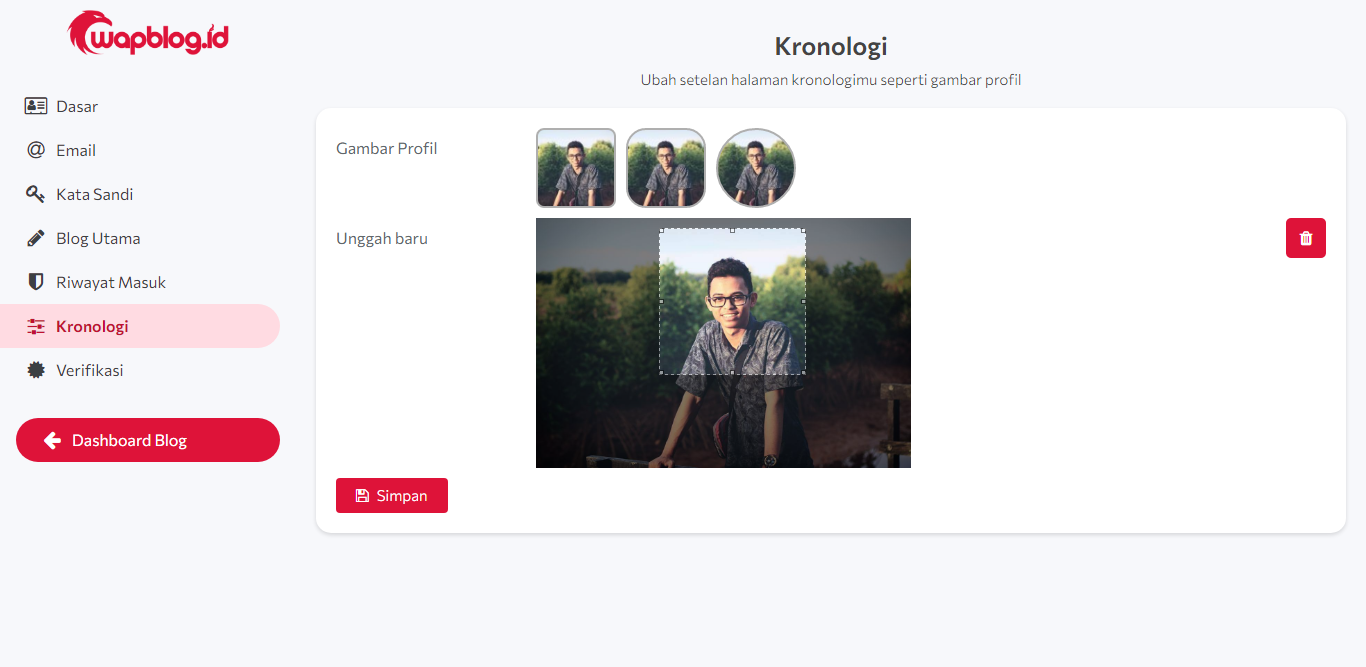 wapblog.id
Dasar
Email
Kata Sandi
Blog Utama
Riwayat Masuk
Kronologi
Verifikasi
Dashboard Blog
Kronologi
Ubah setelan halaman kronologimu seperti gambar profil
Gambar Profil
Unggah baru
Simpan